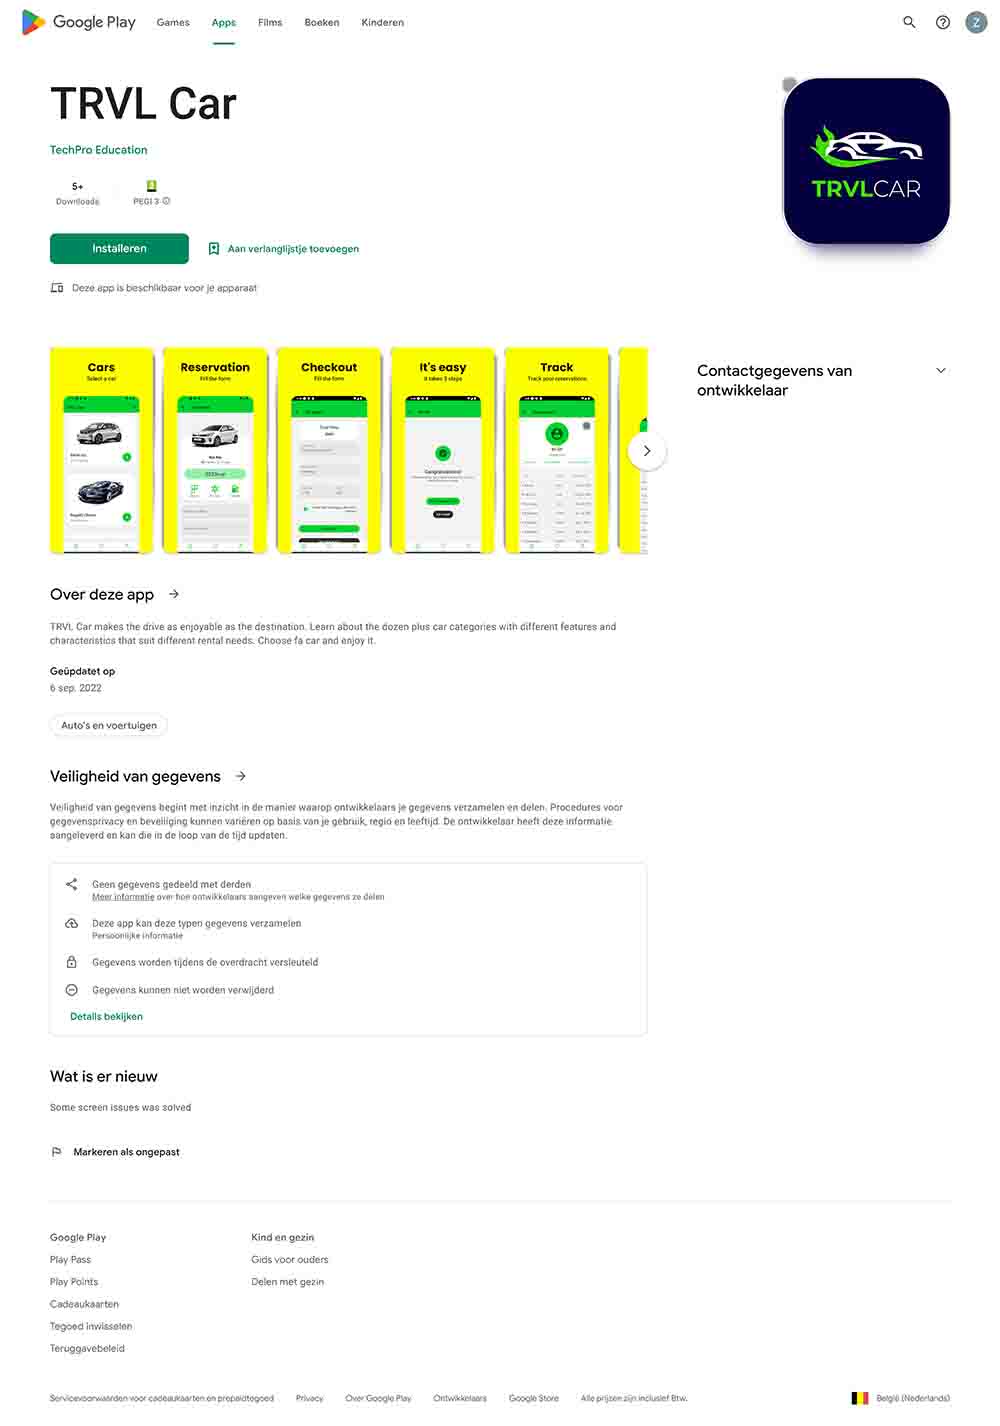 Google Play
Games
Apps
Films
Boeken
Kinderen
Z
TRVL Car
TechPro Education
5+
Downloads
3
PEGI 3
Installeren
Aan verlanglijstje toevoegen
Deze app is beschikbaar voor je apparaat
TRVLCAR
Cars
Select a car
Reservation
Fill the form
Checkout
Fill the form
It's easy
It takes 3 steps
Track
Track your reservations
Congratulations!
Contactgegevens van
ontwikkelaar
Over deze app
TRVL Car makes the drive as enjoyable as the destination. Learn about the dozen plus car categories with different features and
characteristics that suit different rental needs. Choose fa car and enjoy it.
Geüpdatet op
6 sep. 2022
Auto's en voertuigen
Veiligheid van gegevens
Veiligheid van gegevens begint met inzicht in de manier waarop ontwikkelaars je gegevens verzamelen en delen. Procedures voor
gegevensprivacy en beveiliging kunnen variëren op basis van je gebruik, regio en leeftijd. De ontwikkelaar heeft deze informatie
aangeleverd en kan die in de loop van de tijd updaten.
Geen gegevens gedeeld met derden
Meer informatie over hoe ontwikkelaars aangeven welke gegevens ze delen
Deze app kan deze typen gegevens verzamelen
Persoonlijke informatie
Gegevens worden tijdens de overdracht versleuteld
Gegevens kunnen niet worden verwijderd
Details bekijken
Wat is er nieuw
Some screen issues was solved
Markeren als ongepast
Google Play
Play Pass
Play Points
Cadeaukaarten
Tegoed inwisselen
Teruggavebeleid
Kind en gezin
Gids voor ouders
Delen met gezin
Servicevoorwaarden voor cadeaukaarten en prepaidtegoed
Privacy
Over Google Play
Ontwikkelaars
Google Store
Alle prijzen zijn inclusief Btw.
België (Nederlands)